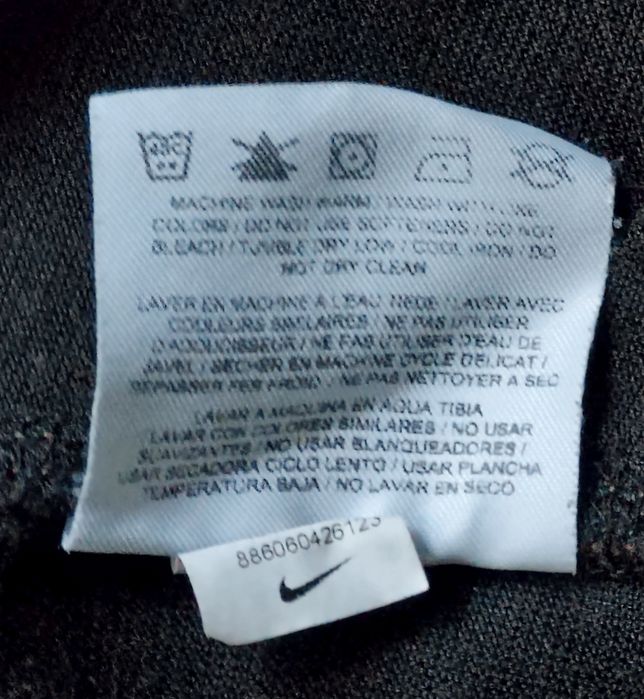 MACHINE WASH WARM / WASH WITH LIKE
COLORS / DO NOT USE SOFTENERS / DO NOT
BLEACH / TUMBLE DRY LOW / COOL IRON / DO
NOT DRY CLEAN
LAVER EN MACHINE A L'EAU TIEDE / LAVER AVEC
COULEURS SIMILAIRES / NE PAS UTILISER
D'ADOUCISSEUR / NE PAS UTILISER D'EAU DE
JAVEL / SECHER EN MACHINE CYCLE DELICAT /
REPASSER FER FROID / NE PAS NETTOYER A SEC
LAVAR A MAQUINA EN AGUA TIBIA
/ LAVAR CON COLORES SIMILARES / NO USAR
SUAVIZANTES / NO USAR BLANQUEADORES /
USAR SECADORA CICLO LENTO / USAR PLANCHA
TEMPERATURA BAJA / NO LAVAR EN SECO
886060426123